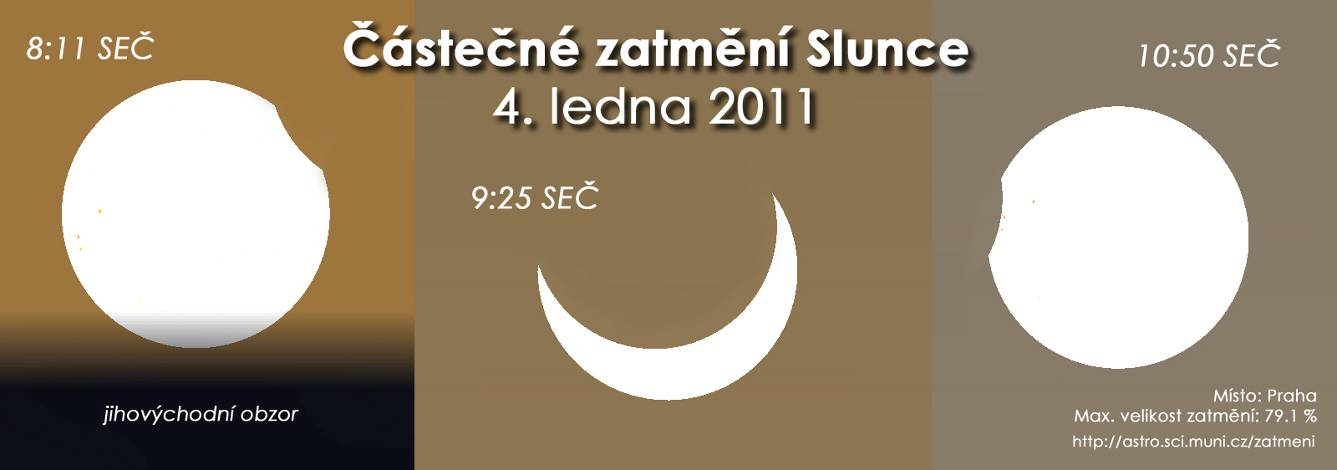 Částečné zatmění Slunce
4. ledna 2011
8:11 SEČ
9:25 SEČ
10:50 SEČ
jihovýchodní obzor
Místo: Praha
Max. velikost zatmění: 79.1 %
http://astro.sci.muni.cz/zatmeni